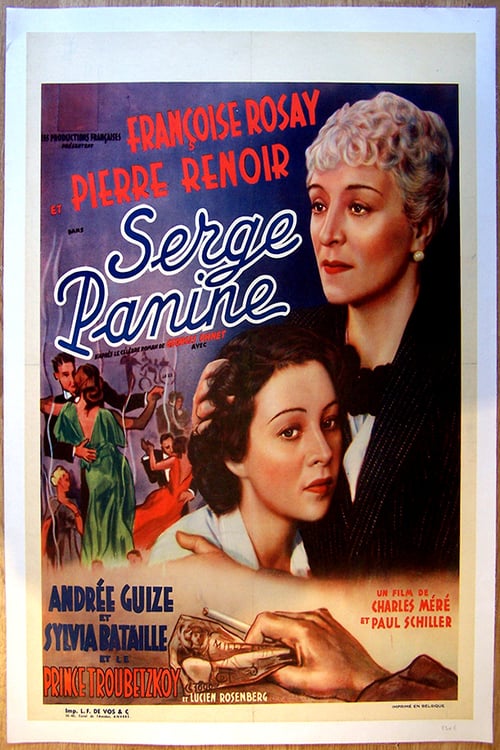 LES PRODUCTIONS FRANÇAISES
PRÉSENTENT
FRANÇOISE ROSAY
ET PIERRE RENOIR
DANS
Serge
Panine
D'APRÈS LE CÉLÈBRE ROMAN DE GEORGES OHNET
AVEC
ANDRÉE GUIZE
ET
SYLVIA BATAILLE
ET LE
PRINCE TROUBETZKOY
ET LUCIEN ROSENBERG
UN FILM DE
CHARLES MÉRÉ
ET PAUL SCHILLER
MILLE
Imp. L. F. DE VOS & C
IMPRIMÉ EN BELGIQUE